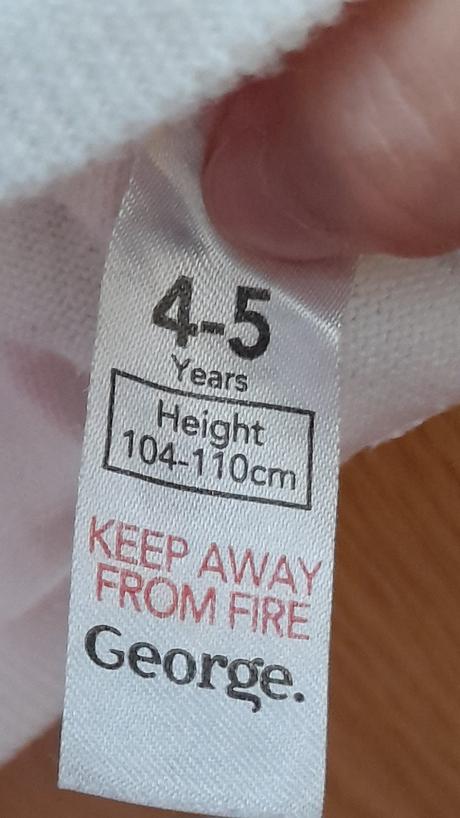 4-5
Years
Height
104-110cm
KEEP AWAY
FROM FIRE
George.